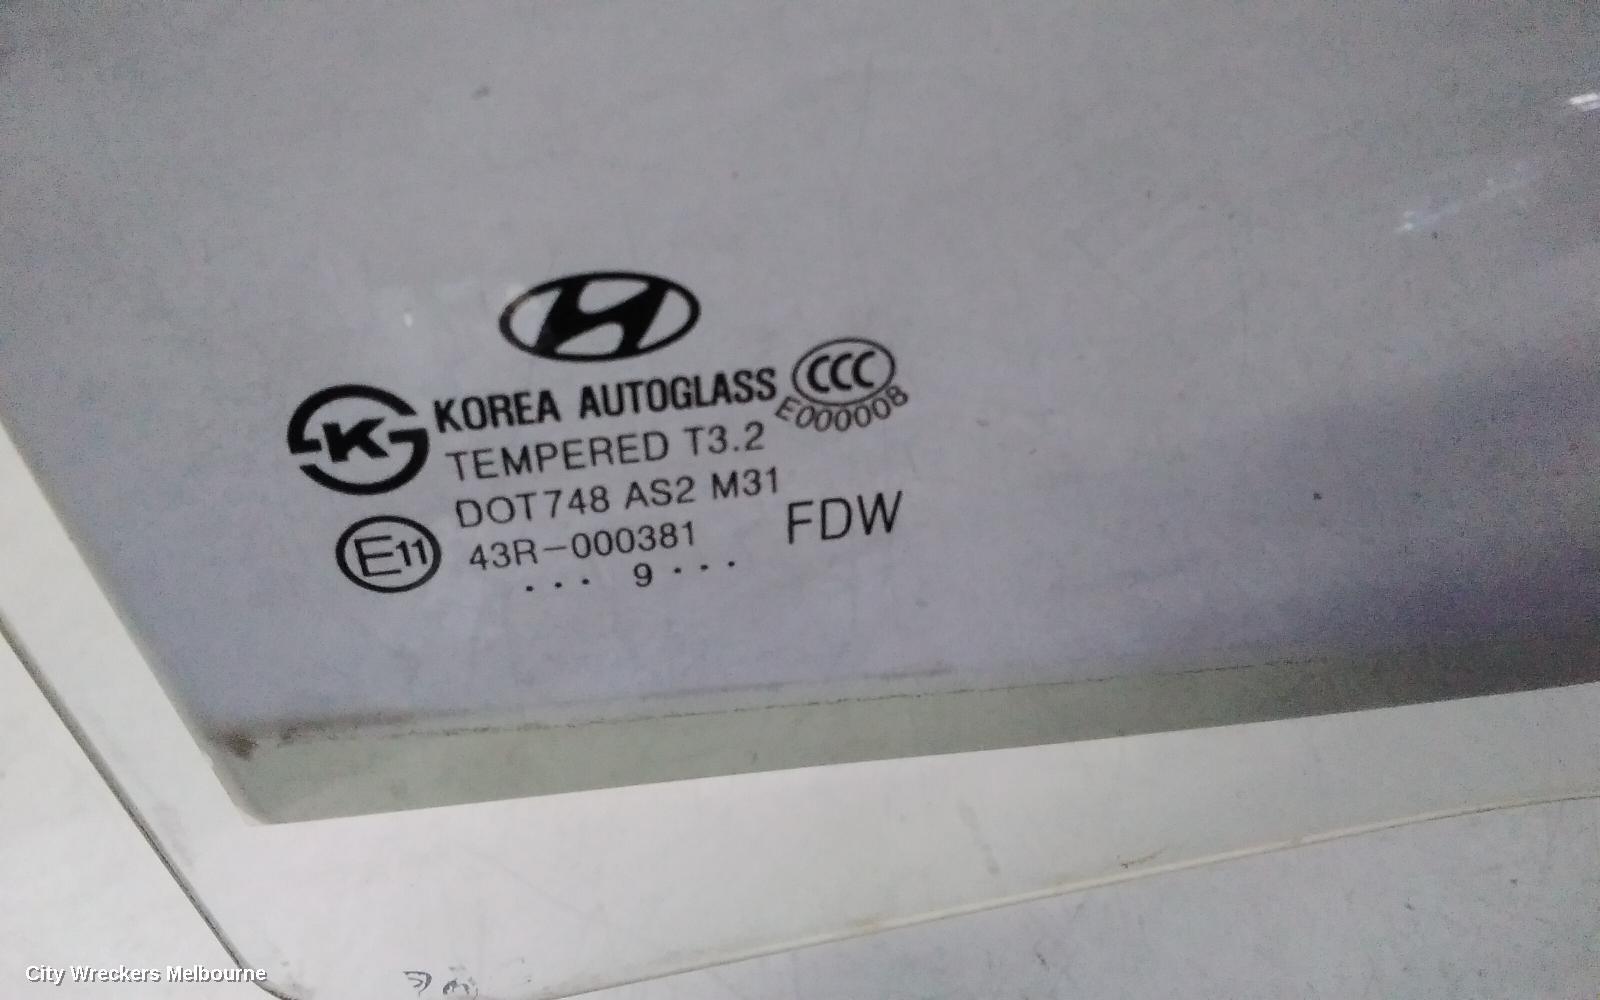 KOREA AUTOGLASS
CCC
E000008
K
TEMPERED T3.2
DOT748 AS2 M31
E11
43R-000381
FDW
... 9 ...
City Wreckers Melbourne